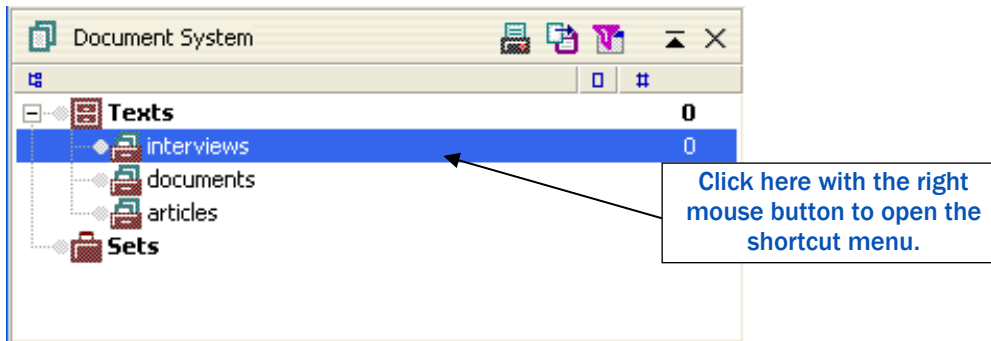 Document System
Texts 0
interviews 0
documents
articles
Sets
Click here with the right
mouse button to open the
shortcut menu.